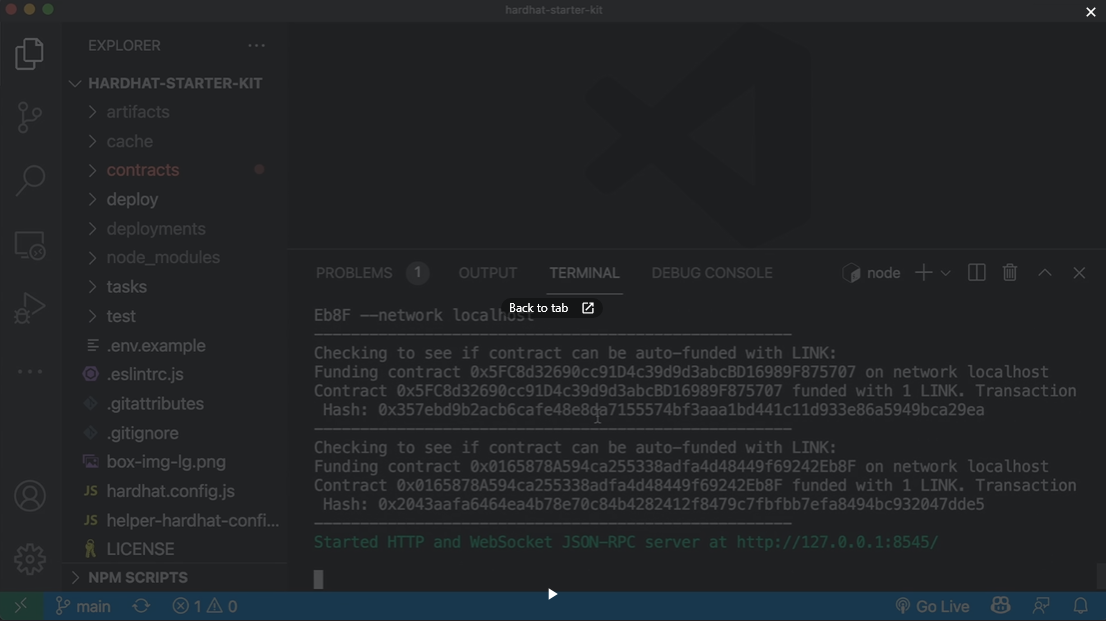 hardhat-starter-kit
EXPLORER
HARDHAT-STARTER-KIT
artifacts
cache
contracts
deploy
deployments
node_modules
tasks
test
.env.example
.eslintrc.js
.gitattributes
.gitignore
box-img-lg.png
JS hardhat.config.js
JS helper-hardhat-confi...
LICENSE
NPM SCRIPTS
PROBLEMS 1 OUTPUT TERMINAL DEBUG CONSOLE node
Back to tab
Eb8F --network localhost
Checking to see if contract can be auto-funded with LINK:
Funding contract 0x5FC8d32690cc91D4c39d9d3abcBD16989F875707 on network localhost
Contract 0x5FC8d32690cc91D4c39d9d3abcBD16989F875707 funded with 1 LINK. Transaction
Hash: 0x357ebd9b2acb6cafe48e8da7155574bf3aaa1bd441c11d933e86a5949bca29ea
Checking to see if contract can be auto-funded with LINK:
Funding contract 0x0165878A594ca255338adfa4d48449f69242Eb8F on network localhost
Contract 0x0165878A594ca255338adfa4d48449f69242Eb8F funded with 1 LINK. Transaction
Hash: 0x2043aafa6464ea4b78e70c84b4282412f8479c7fbfbb7efa8494bc932047dde5
Started HTTP and WebSocket JSON-RPC server at http://127.0.0.1:8545/
main 1 0 Go Live